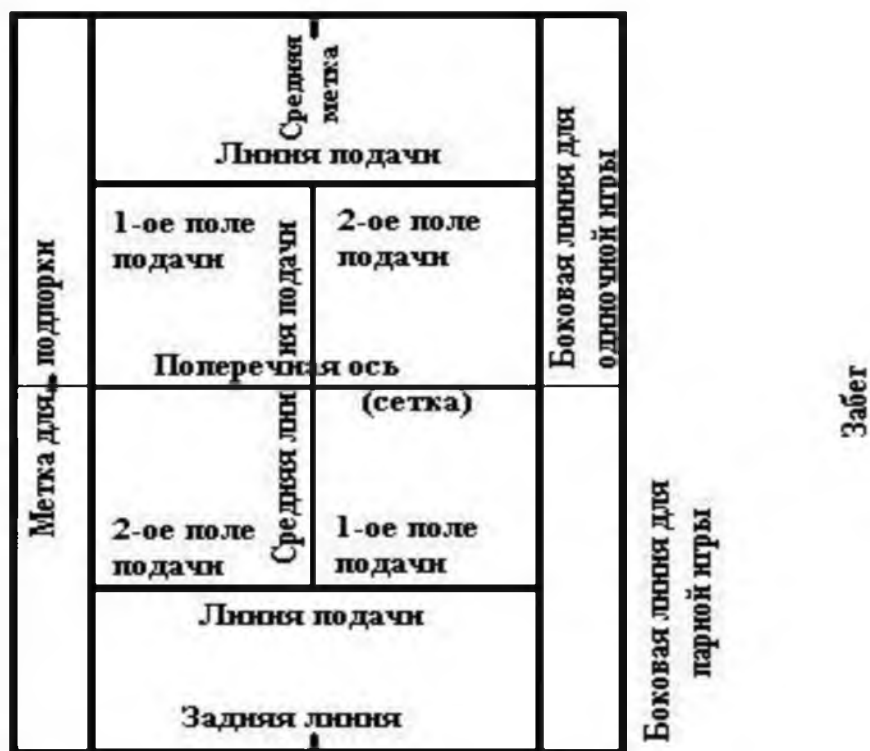 Средняя
метка
Линия подачи
1-ое поле
подачи
2-ое поле
подачи
Средняя линия подачи
Боковая линия для
одиночной игры
Метка для подпорки
Поперечная ось
(сетка)
Забег
2-ое поле
подачи
1-ое поле
подачи
Линия подачи
Боковая линия для
парной игры
Задняя линия